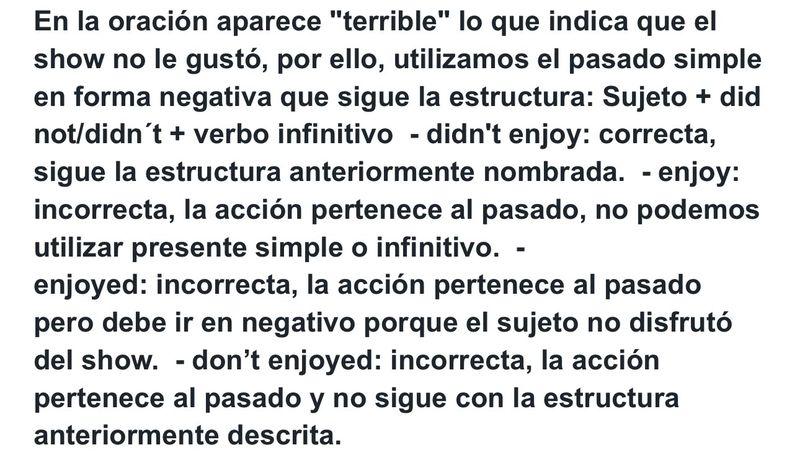 En la oración aparece "terrible" lo que indica que el
show no le gustó, por ello, utilizamos el pasado simple
en forma negativa que sigue la estructura: Sujeto + did
not/didn´t + verbo infinitivo  - didn't enjoy: correcta,
sigue la estructura anteriormente nombrada.  - enjoy:
incorrecta, la acción pertenece al pasado, no podemos
utilizar presente simple o infinitivo.  -
enjoyed: incorrecta, la acción pertenece al pasado
pero debe ir en negativo porque el sujeto no disfrutó
del show.  - don’t enjoyed: incorrecta, la acción
pertenece al pasado y no sigue con la estructura
anteriormente descrita.